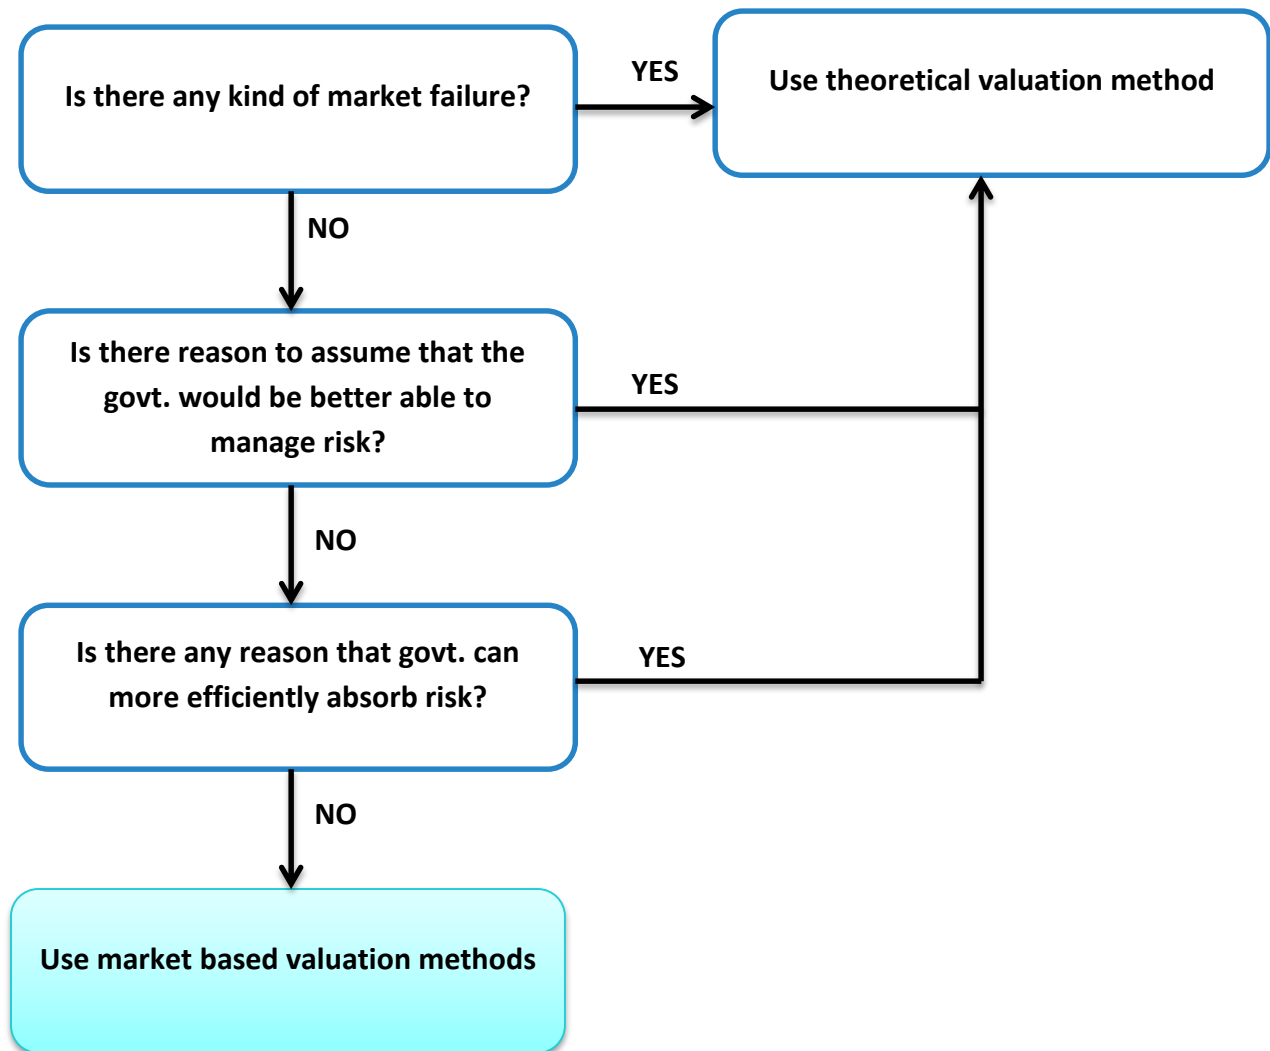 Is there any kind of market failure?
YES
Use theoretical valuation method
NO
Is there reason to assume that the
govt. would be better able to
manage risk?
YES
NO
Is there any reason that govt. can
more efficiently absorb risk?
YES
NO
Use market based valuation methods